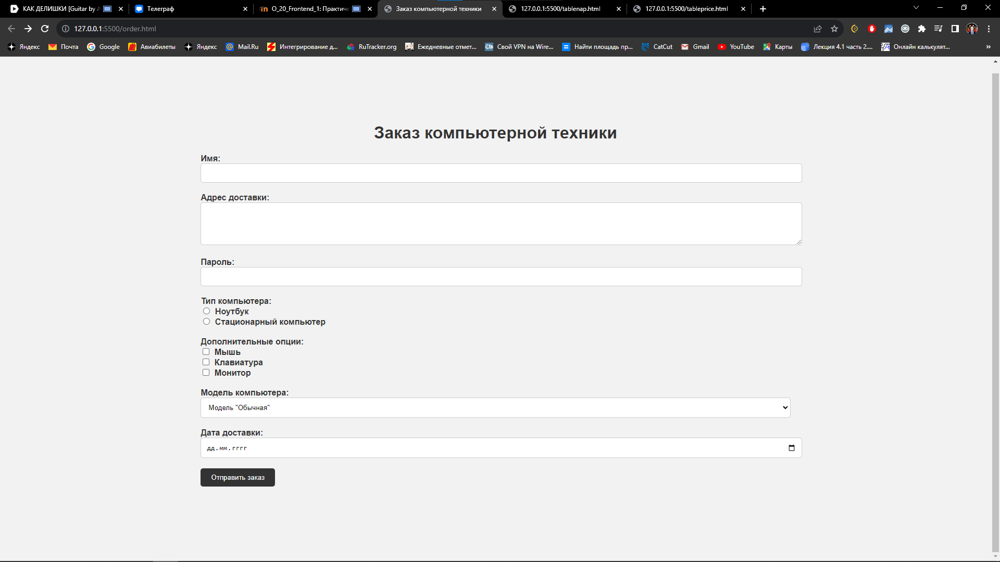 КАК ДЕЛИШКИ [Guitar by A
Телеграф
O_20_Frontend_1: Практиче
Заказ компьютерной техники
127.0.0.1:5500/tablenap.html
127.0.0.1:5500/tableprice.html
127.0.0.1:5500/order.html
Яндекс
Почта
Google
Авиабилеты
Яндекс
Mail.Ru
Интегрирование д...
RuTracker.org
Ежедневные отмет...
Свой VPN на Wire...
Найти площадь пр...
CatCut
Gmail
YouTube
Карты
Лекция 4.1 часть 2....
Онлайн калькулят...
»
Заказ компьютерной техники
Имя:
Адрес доставки:
Пароль:
Тип компьютера:
Ноутбук
Стационарный компьютер
Дополнительные опции:
Мышь
Клавиатура
Монитор
Модель компьютера:
Модель "Обычная"
Дата доставки:
дд.мм.гггг
Отправить заказ